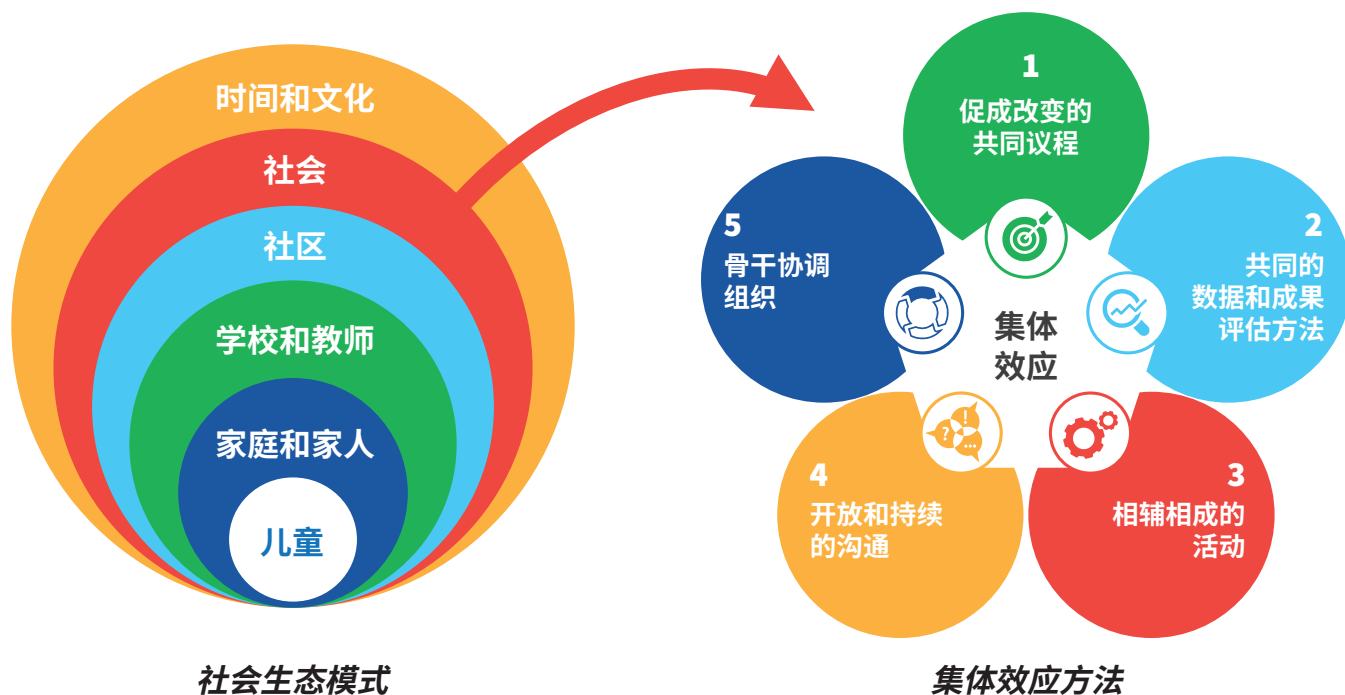 时间和文化
社会
社区
学校和教师
家庭和家人
儿童
社会生态模式
1
促成改变的
共同议程
2
共同的
数据和成果
评估方法
3
相辅相成的
活动
4
开放和持续
的沟通
5
骨干协调
组织
集体
效应
?
!
...
集体效应方法